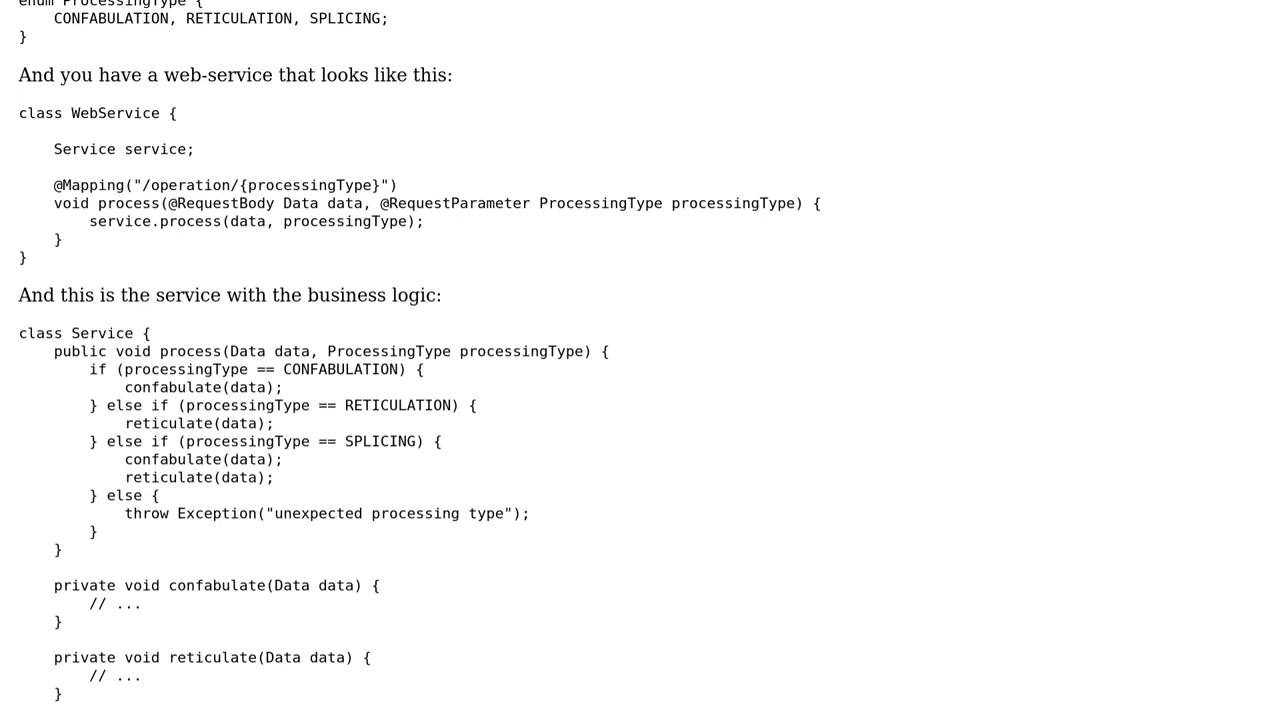 enum ProcessingType {
    CONFABULATION, RETICULATION, SPLICING;
}
And you have a web-service that looks like this:
class WebService {

    Service service;

    @Mapping("/operation/{processingType}")
    void process(@RequestBody Data data, @RequestParameter ProcessingType processingType) {
        service.process(data, processingType);
    }
}
And this is the service with the business logic:
class Service {
    public void process(Data data, ProcessingType processingType) {
        if (processingType == CONFABULATION) {
            confabulate(data);
        } else if (processingType == RETICULATION) {
            reticulate(data);
        } else if (processingType == SPLICING) {
            confabulate(data);
            reticulate(data);
        } else {
            throw Exception("unexpected processing type");
        }
    }

    private void confabulate(Data data) {
        // ...
    }

    private void reticulate(Data data) {
        // ...
    }